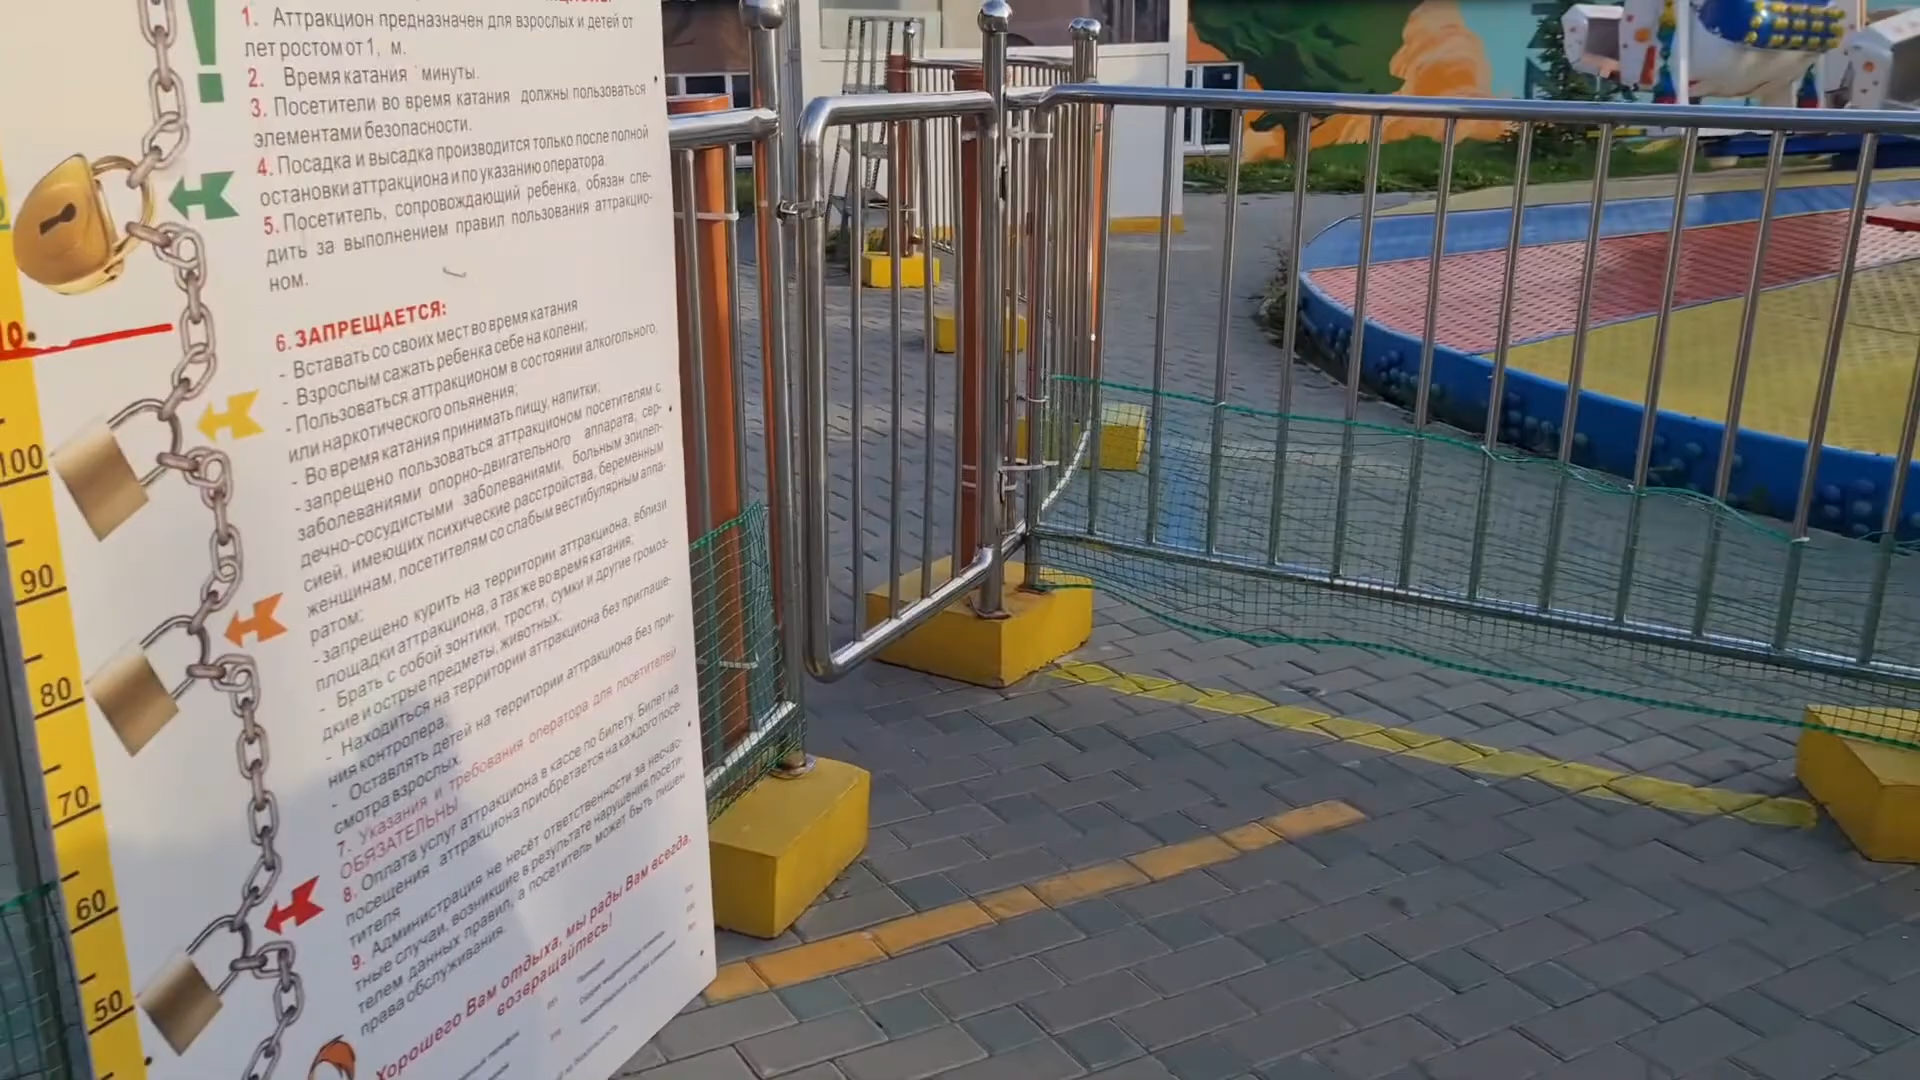 1. Аттракцион предназначен для взрослых и детей от
лет ростом от 1, м.
2. Время катания минуты.
3. Посетители во время катания должны пользоваться
элементами безопасности.
4. Посадка и высадка производится только после полной
остановки аттракциона и по указанию оператора.
5. Посетитель, сопровождающий ребенка, обязан сле-
дить за выполнением правил пользования аттракцио-
ном.
6. ЗАПРЕЩАЕТСЯ:
- Вставать со своих мест во время катания
- Взрослым сажать ребенка себе на колени;
- Пользоваться аттракционом в состоянии алкогольного,
или наркотического опьянения;
- Во время катания принимать пищу, напитки;
- запрещено пользоваться аттракционом посетителям с
заболеваниями опорно-двигательного аппарата, сер-
дечно-сосудистыми заболеваниями, больным эпилеп-
сией, имеющих психические расстройства, беременным
женщинам, посетителям со слабым вестибулярным аппа-
ратом;
- запрещено курить на территории аттракциона, вблизи
площадки аттракциона, а также во время катания;
- Брать с собой зонтики, трости, сумки и другие громоз-
дкие и острые предметы, животных;
- Находиться на территории аттракциона без приглаше-
ния контролера.
- Оставлять детей на территории аттракциона без при-
смотра взрослых.
7. Указания и требования оператора для посетителей
ОБЯЗАТЕЛЬНЫ
8. Оплата услуг аттракциона в кассе по билету. Билет на
посещения аттракциона приобретается на каждого посе-
тителя
9. Администрация не несёт ответственности за несчас-
тные случаи, возникшие в результате нарушения посети-
телем данных правил, а посетитель может быть лишен
права обслуживания.
Хорошего Вам отдыха, мы рады Вам всегда,
возвращайтесь!
100
90
80
70
60
50